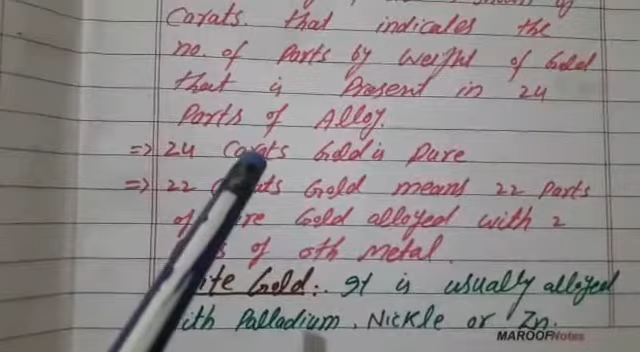 Carats. that indicates the
no. of Parts by weight of Gold
that is Present in 24
Parts of Alloy.
=> 24 Carats Gold is Pure
=> 22 Gold means 22 Parts
of Gold alloyed with 2
of oth Metal.
Gold:. It is usually alloyed
with Palladium, Nickle or Zn.
MAROOFNotes